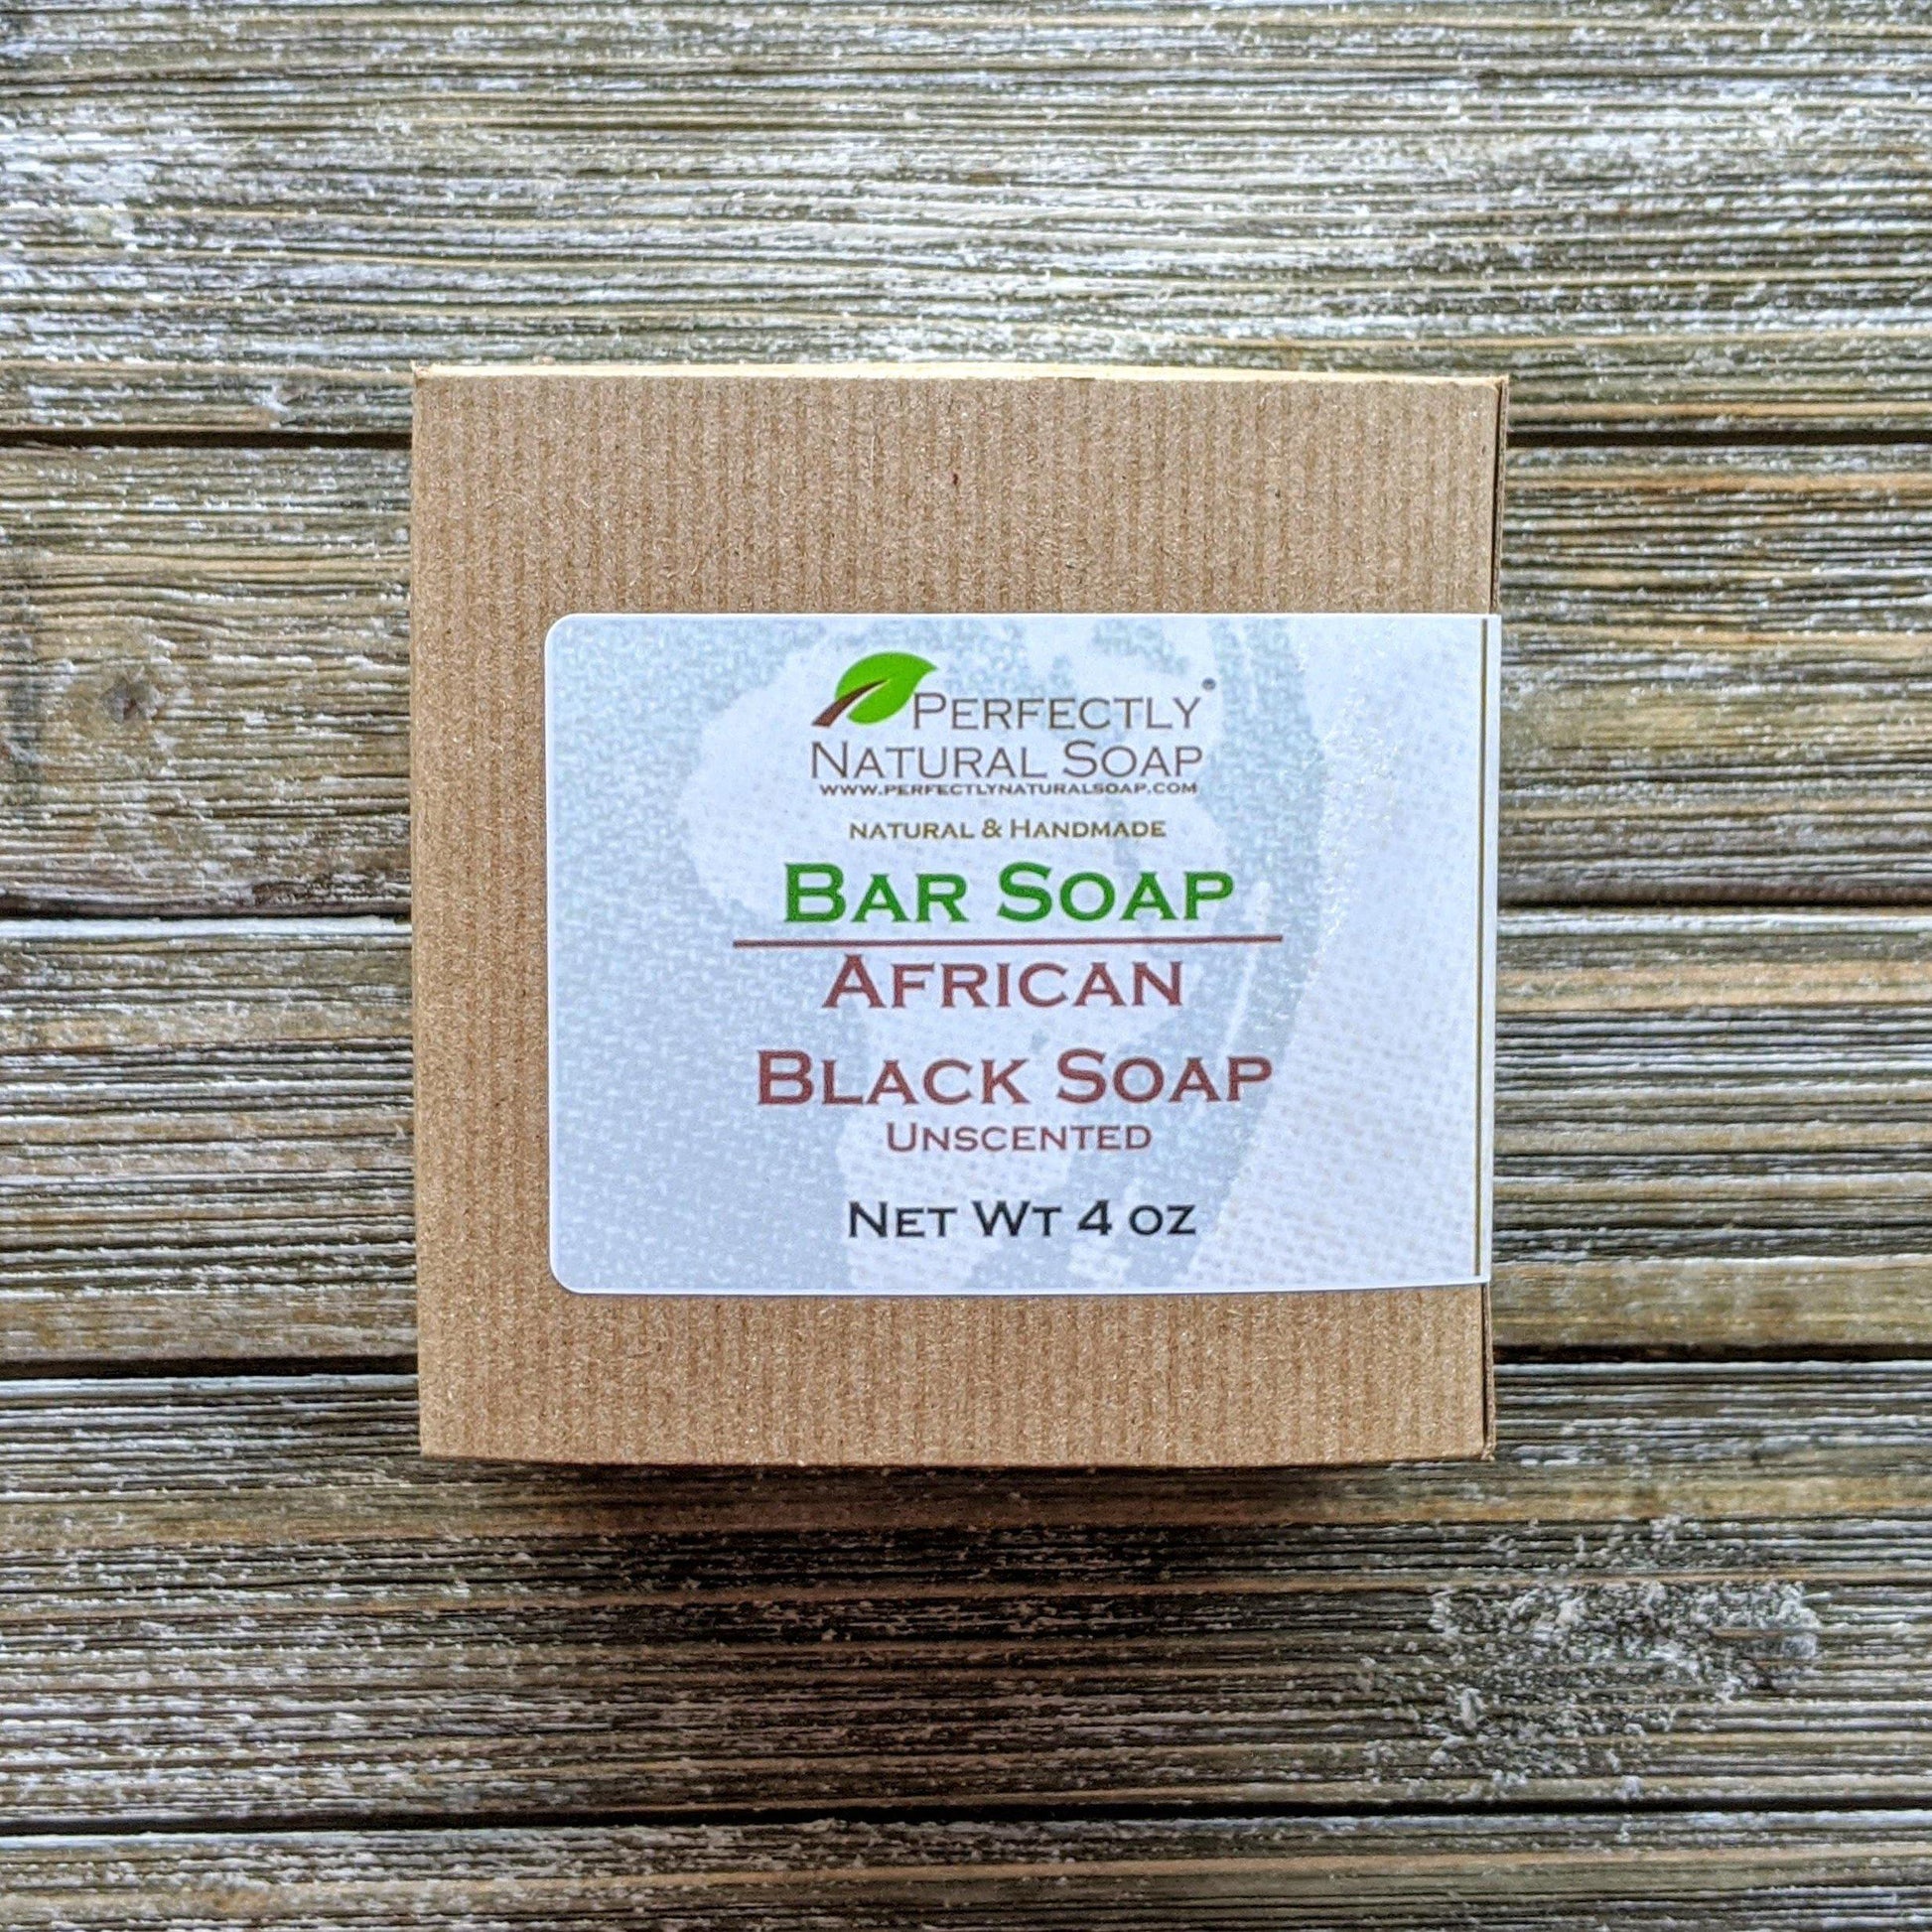 Perfectly®
Natural Soap
www.perfectlynaturalsoap.com
natural & Handmade
Bar Soap
African
Black Soap
Unscented
Net Wt 4 oz